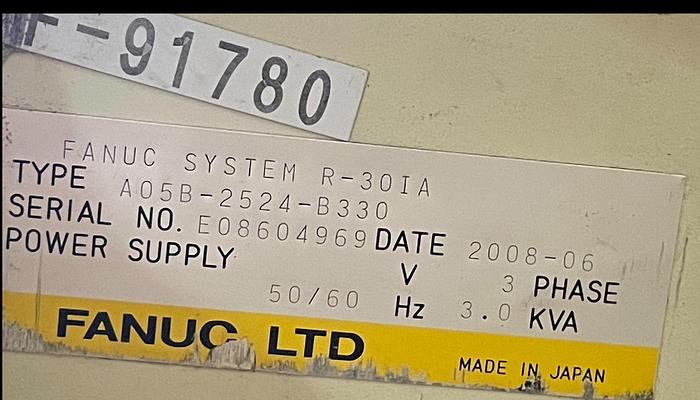 F-91780
FANUC SYSTEM R-30IA
TYPE A05B-2524-B330
SERIAL NO. E08604969 DATE 2008-06
POWER SUPPLY V 3 PHASE
50/60 Hz 3.0 KVA
FANUC LTD
MADE IN JAPAN